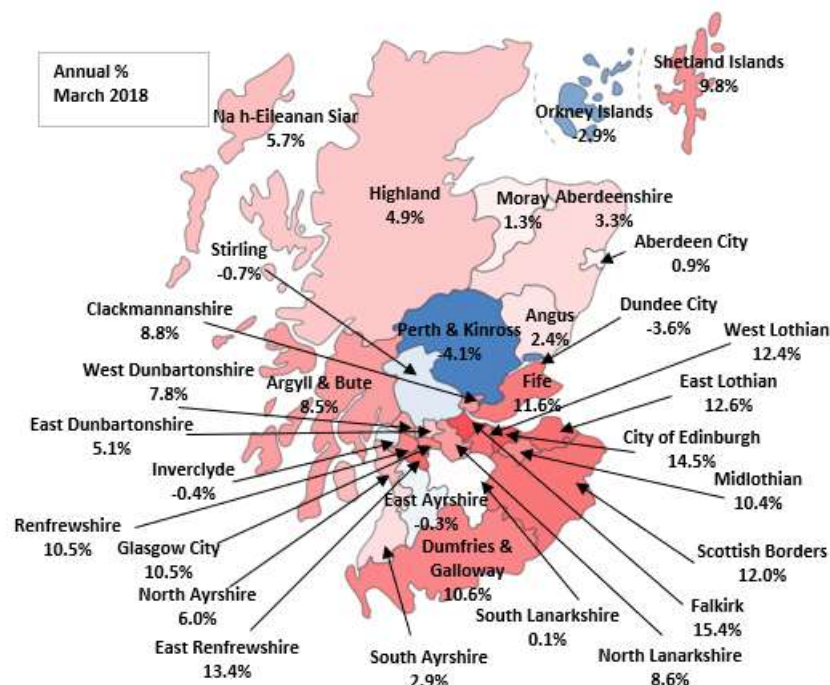 Annual %
March 2018
Shetland Islands
9.8%
Na h-Eileanan Siar
5.7%
Orkney Islands
-2.9%
Highland
4.9%
Moray
1.3%
Aberdeenshire
3.3%
Aberdeen City
0.9%
Stirling
-0.7%
Clackmannanshire
8.8%
Perth & Kinross
-4.1%
Angus
2.4%
Dundee City
-3.6%
West Lothian
12.4%
West Dunbartonshire
7.8%
Argyll & Bute
8.5%
Fife
11.6%
East Lothian
12.6%
East Dunbartonshire
5.1%
City of Edinburgh
14.5%
Inverclyde
-0.4%
Midlothian
10.4%
East Ayrshire
-0.3%
Renfrewshire
10.5%
Glasgow City
10.5%
Dumfries &
Galloway
10.6%
Scottish Borders
12.0%
North Ayrshire
6.0%
South Lanarkshire
0.1%
Falkirk
15.4%
East Renfrewshire
13.4%
South Ayrshire
2.9%
North Lanarkshire
8.6%